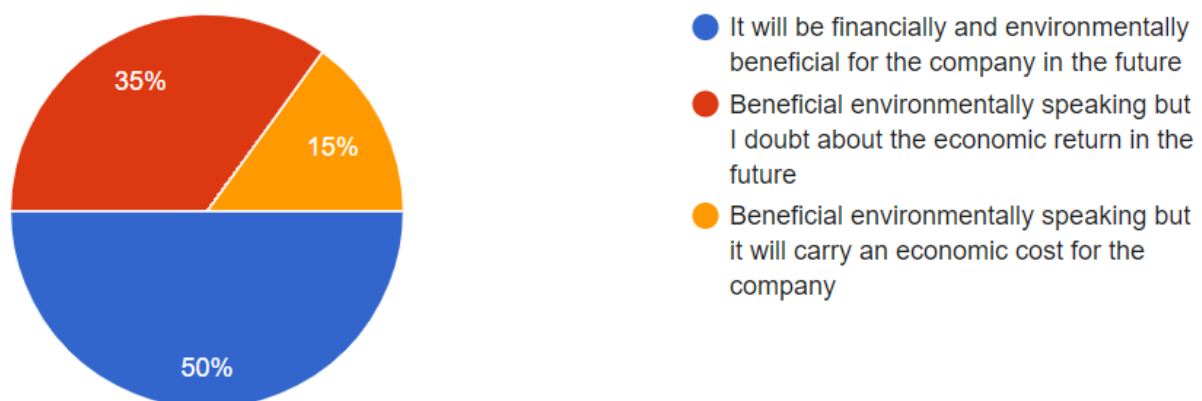 35%
15%
50%
It will be financially and environmentally
beneficial for the company in the future
Beneficial environmentally speaking but
I doubt about the economic return in the
future
Beneficial environmentally speaking but
it will carry an economic cost for the
company